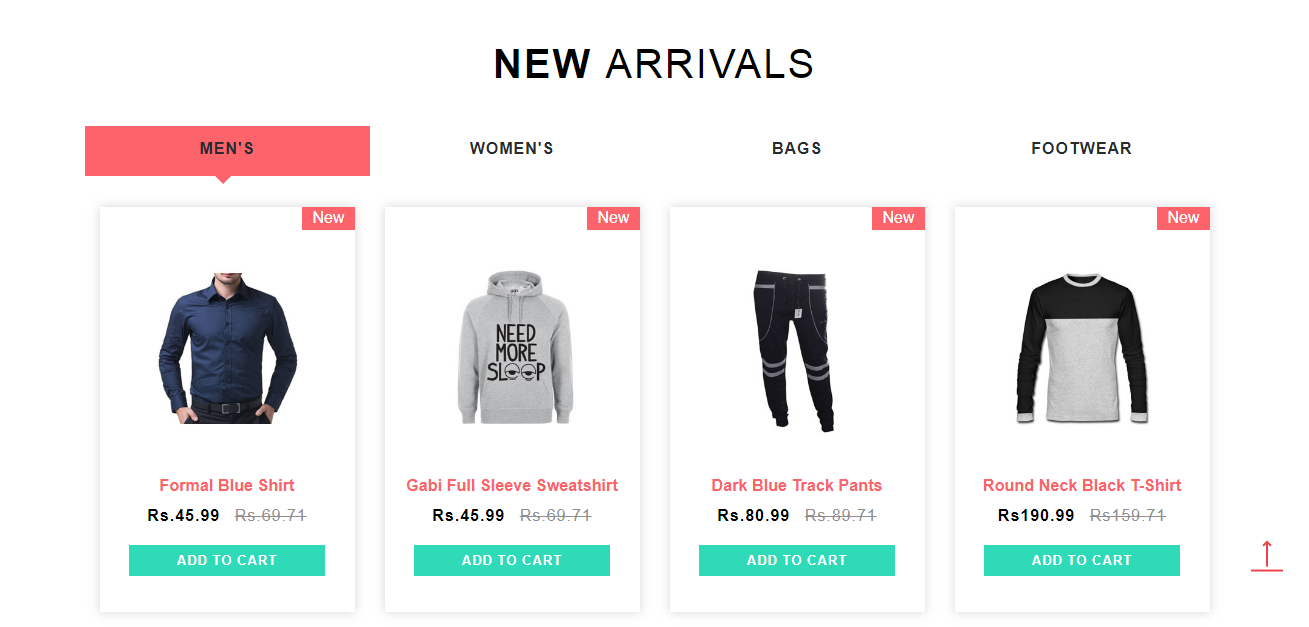 NEW ARRIVALS
MEN'S
WOMEN'S
BAGS
FOOTWEAR
New
NEED
MORE
SLOOP
Formal Blue Shirt
Rs.45.99 Rs.69.71
ADD TO CART
New
Gabi Full Sleeve Sweatshirt
Rs.45.99 Rs.69.71
ADD TO CART
New
Dark Blue Track Pants
Rs.80.99 Rs.89.71
ADD TO CART
New
Round Neck Black T-Shirt
Rs190.99 Rs159.71
ADD TO CART